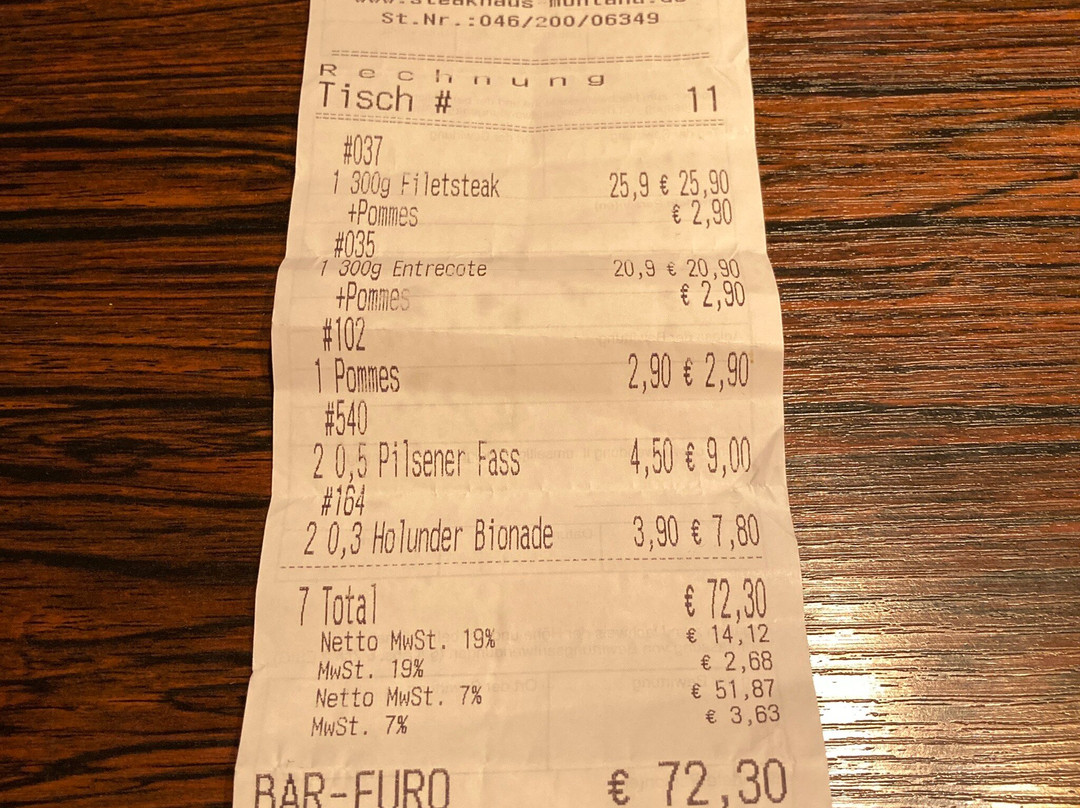 www.steakhaus montana.de
St.Nr.:046/200/06349
Rechnung
Tisch # 11
#037
1 300g Filetsteak 25,9 € 25,90
+Pommes € 2,90
#035
1 300g Entrecote 20,9 € 20,90
+Pommes € 2,90
#102
1 Pommes 2,90 € 2,90
#540
2 0,5 Pilsener Fass 4,50 € 9,00
#164
2 0,3 Holunder Bionade 3,90 € 7,80
7 Total € 72,30
Netto MwSt. 19% € 14,12
MwSt. 19% € 2,68
Netto MwSt. 7% € 51,87
MwSt. 7% € 3,63
BAR-EURO € 72,30